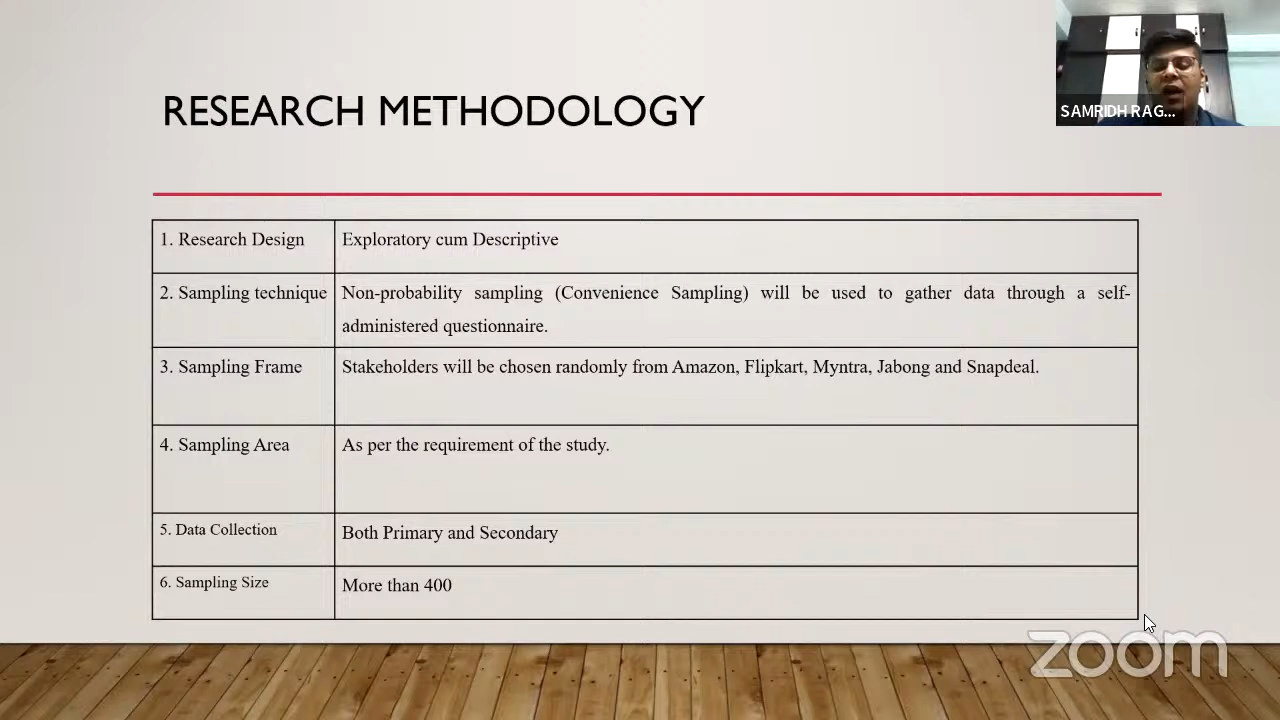 RESEARCH METHODOLOGY
SAMRIDH RAG...
1. Research Design
Exploratory cum Descriptive
2. Sampling technique
Non-probability sampling (Convenience Sampling) will be used to gather data through a self-
administered questionnaire.
3. Sampling Frame
Stakeholders will be chosen randomly from Amazon, Flipkart, Myntra, Jabong and Snapdeal.
4. Sampling Area
As per the requirement of the study.
5. Data Collection
Both Primary and Secondary
6. Sampling Size
More than 400
zoom